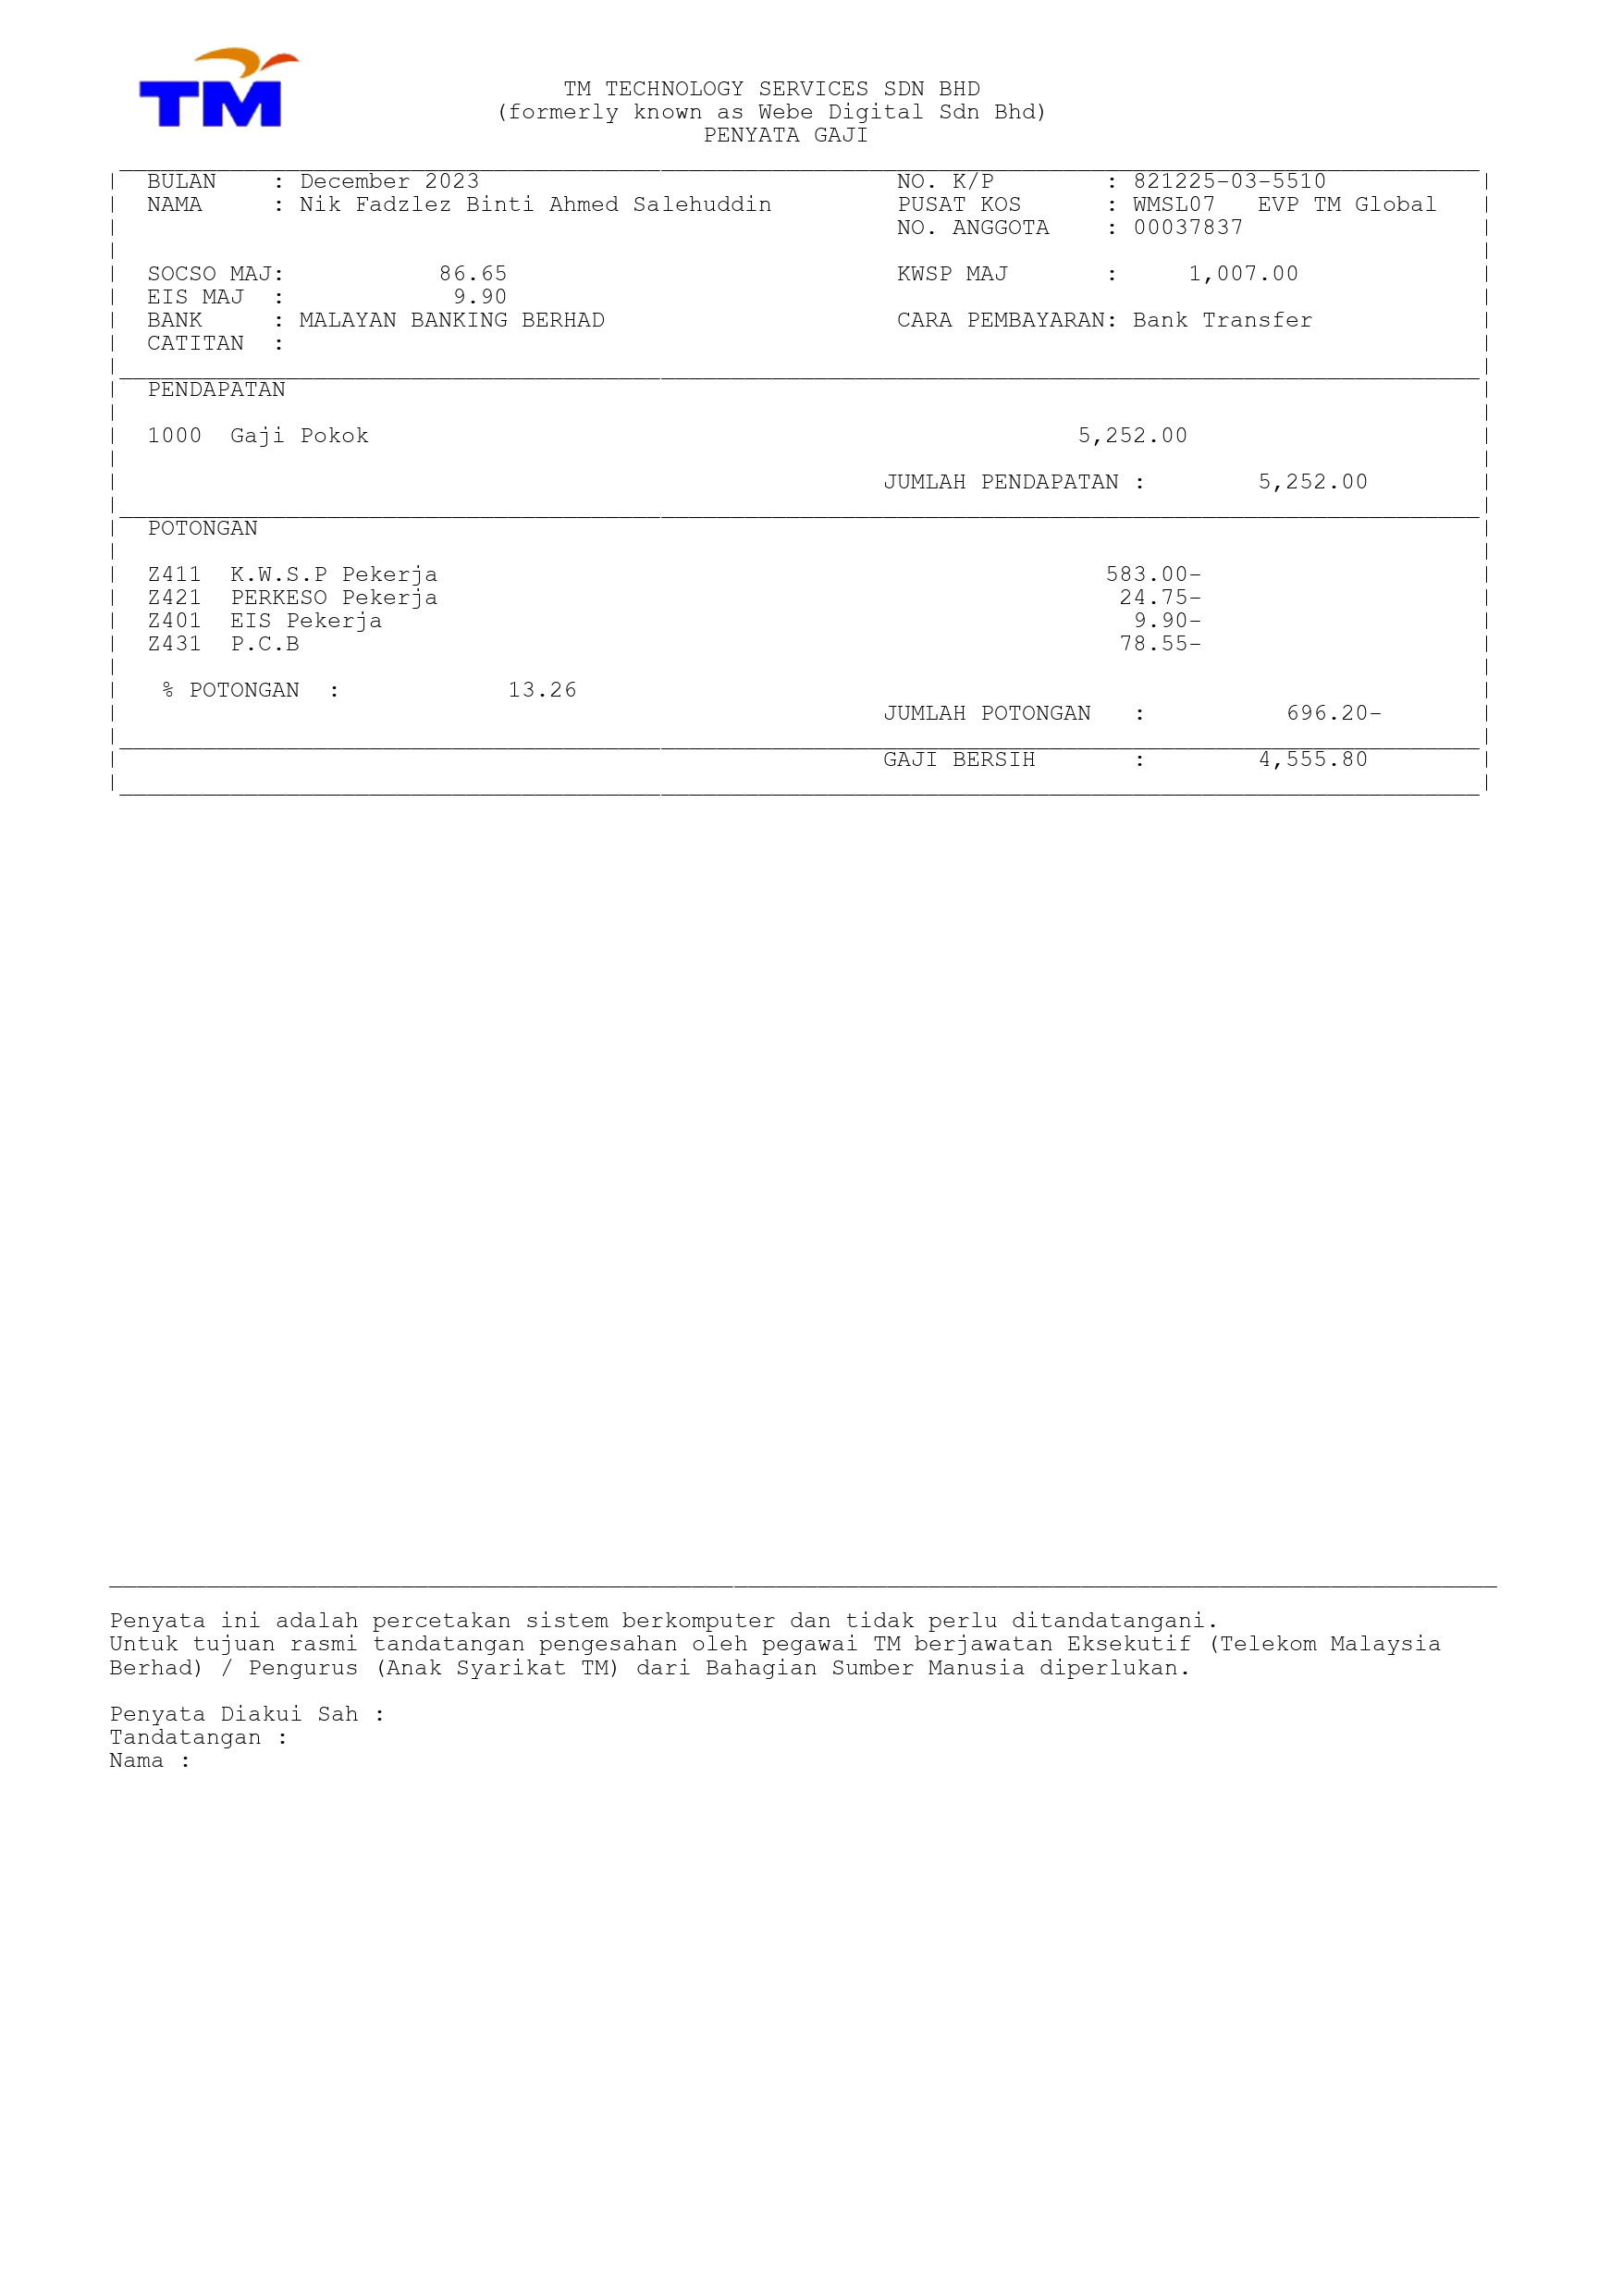 TM
TM TECHNOLOGY SERVICES SDN BHD
(formerly known as Webe Digital Sdn Bhd)
PENYATA GAJI
BULAN : December 2023 NO. K/P : 821225-03-5510
NAMA : Nik Fadzlez Binti Ahmed Salehuddin PUSAT KOS : WMSL07 EVP TM Global
NO. ANGGOTA : 00037837
SOCSO MAJ: 86.65 KWSP MAJ : 1,007.00
EIS MAJ : 9.90
BANK : MALAYAN BANKING BERHAD CARA PEMBAYARAN: Bank Transfer
CATITAN :
PENDAPATAN
1000 Gaji Pokok 5,252.00
JUMLAH PENDAPATAN : 5,252.00
POTONGAN
Z411 K.W.S.P Pekerja 583.00-
Z421 PERKESO Pekerja 24.75-
Z401 EIS Pekerja 9.90-
Z431 P.C.B 78.55-
% POTONGAN : 13.26
JUMLAH POTONGAN : 696.20-
GAJI BERSIH : 4,555.80
Penyata ini adalah percetakan sistem berkomputer dan tidak perlu ditandatangani.
Untuk tujuan rasmi tandatangan pengesahan oleh pegawai TM berjawatan Eksekutif (Telekom Malaysia
Berhad) / Pengurus (Anak Syarikat TM) dari Bahagian Sumber Manusia diperlukan.
Penyata Diakui Sah :
Tandatangan :
Nama :